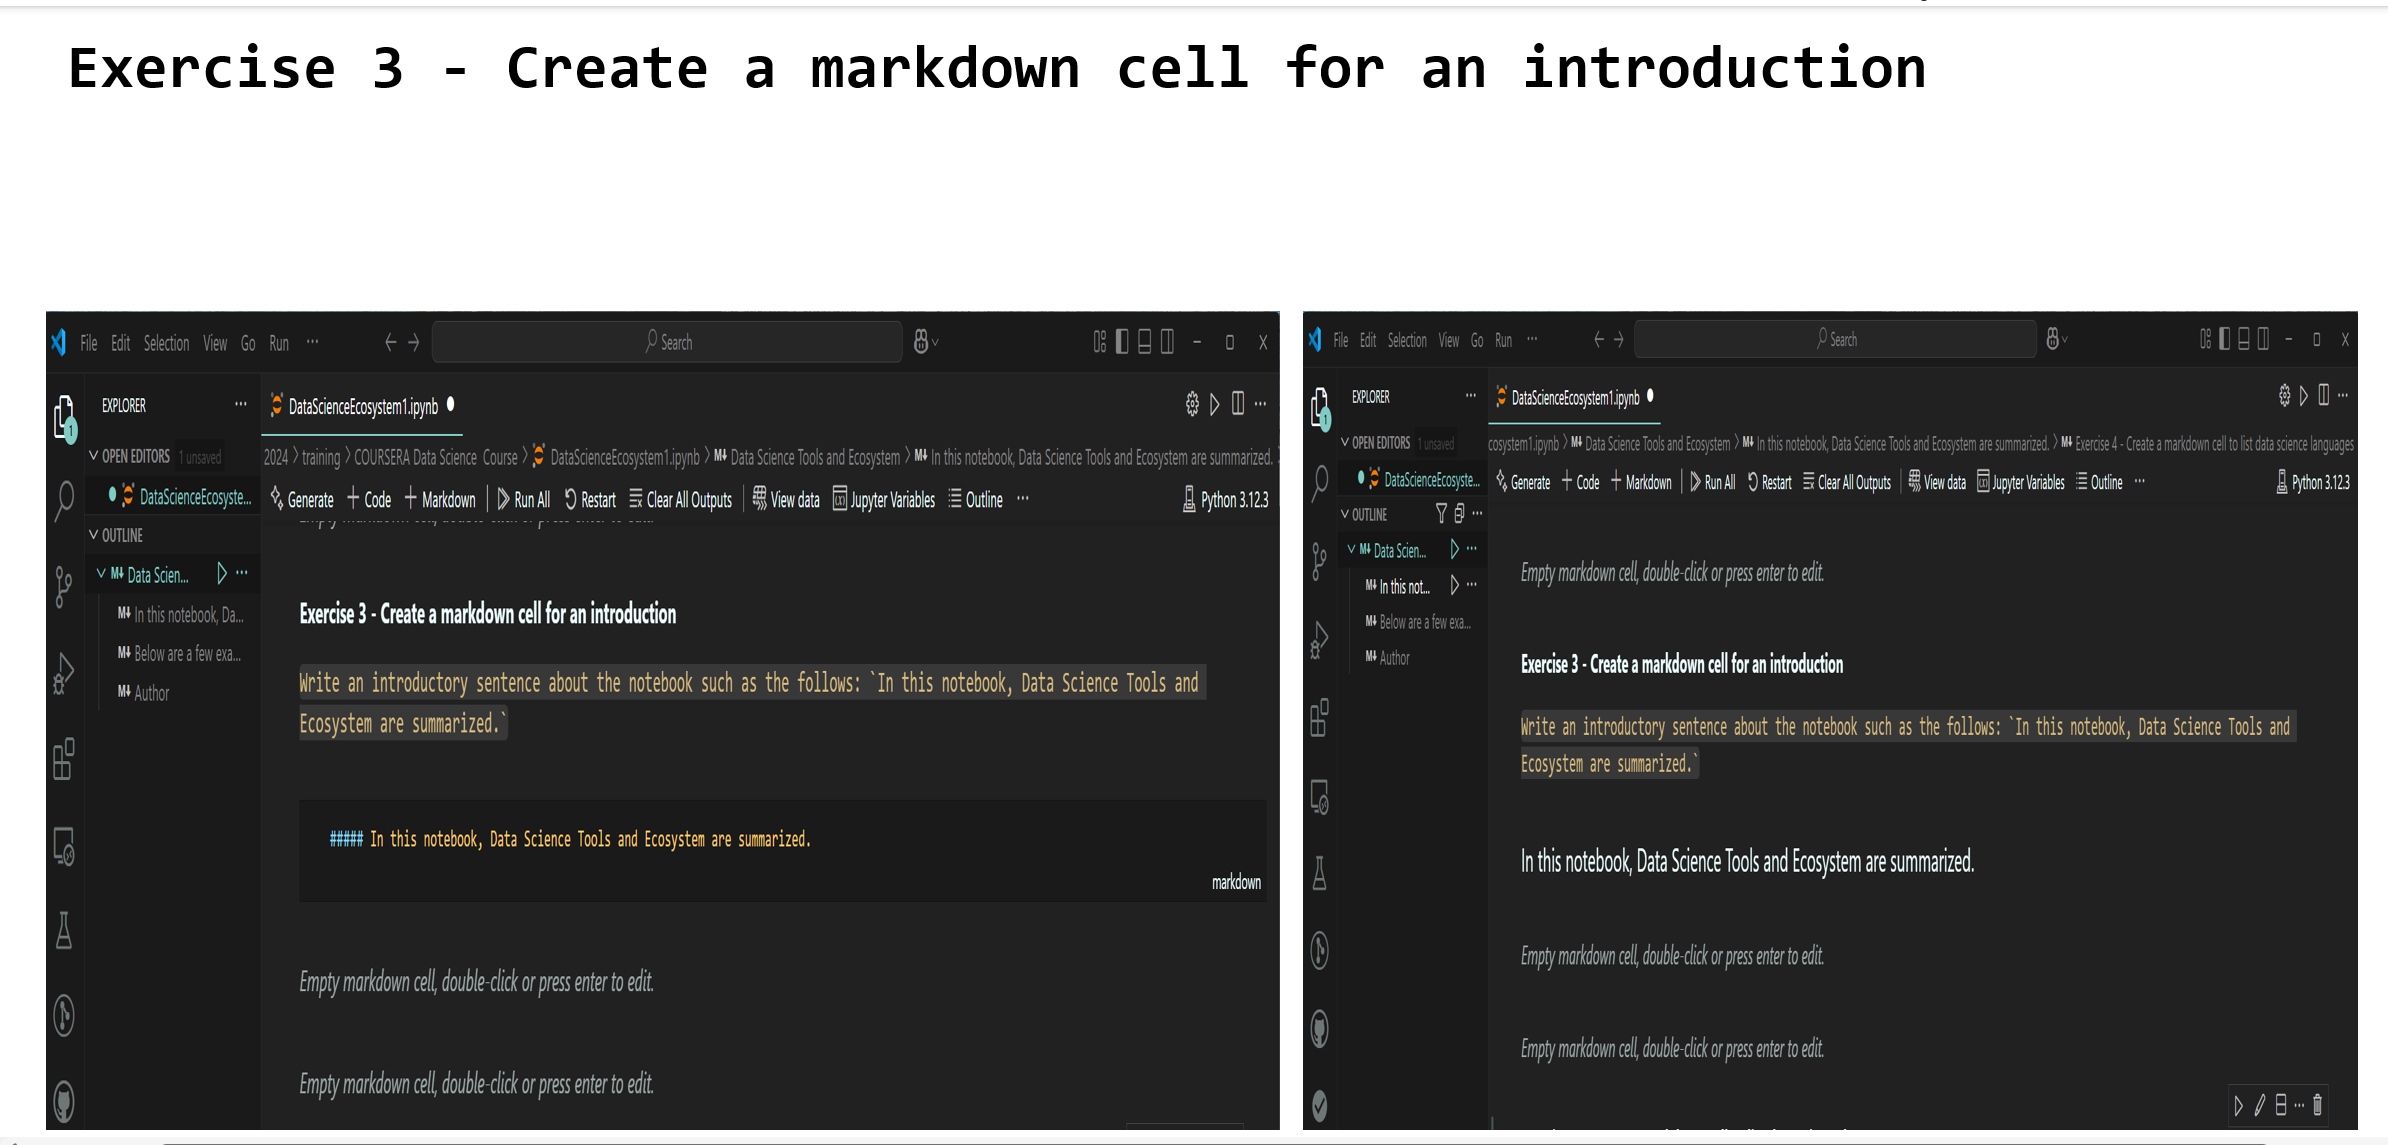 Exercise 3 - Create a markdown cell for an introduction
File Edit Selection View Go Run ··· Search
EXPLORER ···
DataScienceEcosystem1.ipynb
OPEN EDITORS 1 unsaved
2024 > training > COURSERA Data Science Course > DataScienceEcosystem1.ipynb > M↓ Data Science Tools and Ecosystem > M↓ In this notebook, Data Science Tools and Ecosystem are summarized.
DataScienceEcosyste...
Generate + Code + Markdown | Run All Restart Clear All Outputs | View data Jupyter Variables Outline ··· Python 3.12.3
OUTLINE
M↓ Data Scien...
M↓ In this notebook, Da...
M↓ Below are a few exa...
M↓ Author
Exercise 3 - Create a markdown cell for an introduction
Write an introductory sentence about the notebook such as the follows: `In this notebook, Data Science Tools and
Ecosystem are summarized.`
##### In this notebook, Data Science Tools and Ecosystem are summarized.
markdown
Empty markdown cell, double-click or press enter to edit.
Empty markdown cell, double-click or press enter to edit.
File Edit Selection View Go Run ··· Search
EXPLORER ···
DataScienceEcosystem1.ipynb
OPEN EDITORS 1 unsaved
cosystem1.ipynb > M↓ Data Science Tools and Ecosystem > M↓ In this notebook, Data Science Tools and Ecosystem are summarized. > M↓ Exercise 4 - Create a markdown cell to list data science languages
DataScienceEcosyste...
Generate + Code + Markdown | Run All Restart Clear All Outputs | View data Jupyter Variables Outline ··· Python 3.12.3
OUTLINE
M↓ Data Scien...
M↓ In this not...
M↓ Below are a few exa...
M↓ Author
Empty markdown cell, double-click or press enter to edit.
Exercise 3 - Create a markdown cell for an introduction
Write an introductory sentence about the notebook such as the follows: `In this notebook, Data Science Tools and
Ecosystem are summarized.`
In this notebook, Data Science Tools and Ecosystem are summarized.
Empty markdown cell, double-click or press enter to edit.
Empty markdown cell, double-click or press enter to edit.